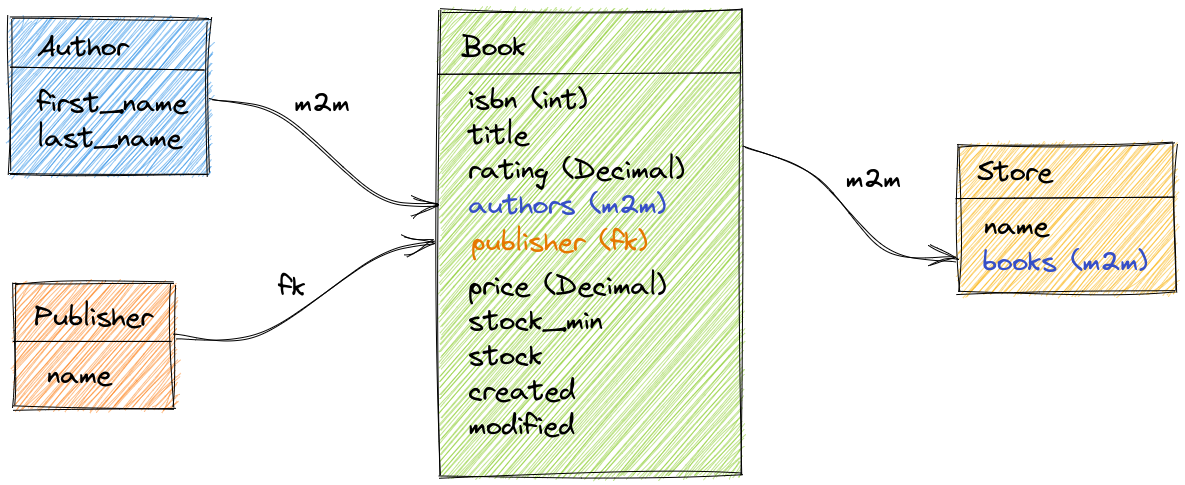 Author
first_name
last_name
m2m
Publisher
name
fk
Book
isbn (int)
title
rating (Decimal)
authors (m2m)
publisher (fk)
price (Decimal)
stock_min
stock
created
modified
m2m
Store
name
books (m2m)